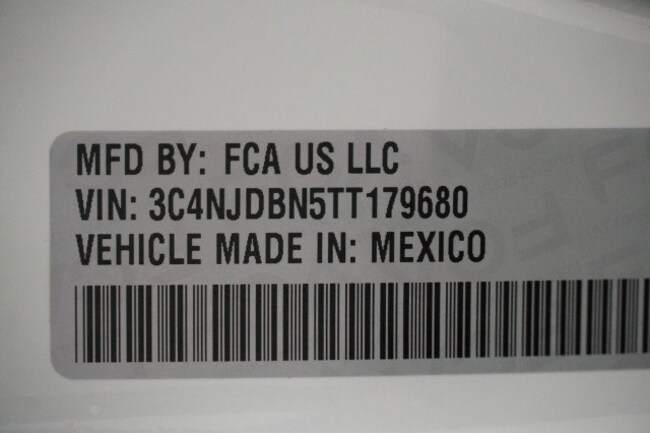 MFD BY: FCA US LLC
VIN: 3C4NJDBN5TT179680
VEHICLE MADE IN: MEXICO